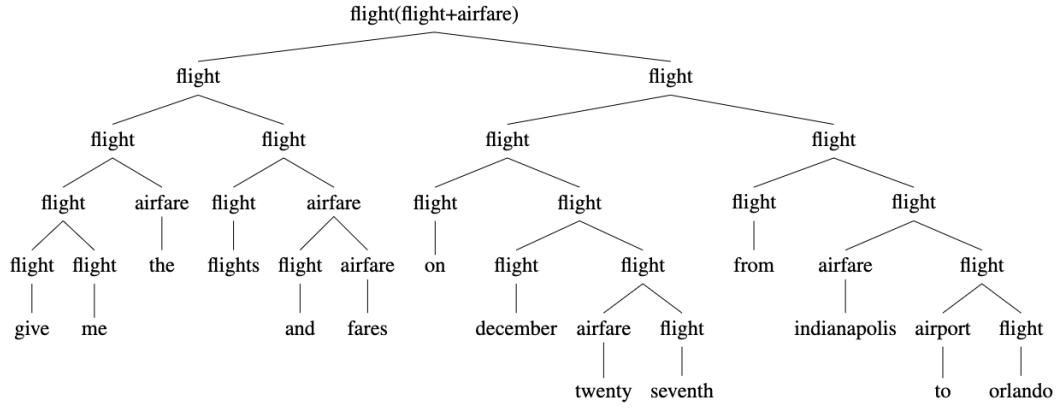 flight(flight+airfare)
flight flight
flight flight flight flight
flight airfare flight airfare flight flight flight flight
flight flight the flights flight airfare on flight flight from airfare flight
give me and fares december airfare flight indianapolis airport flight
twenty seventh to orlando